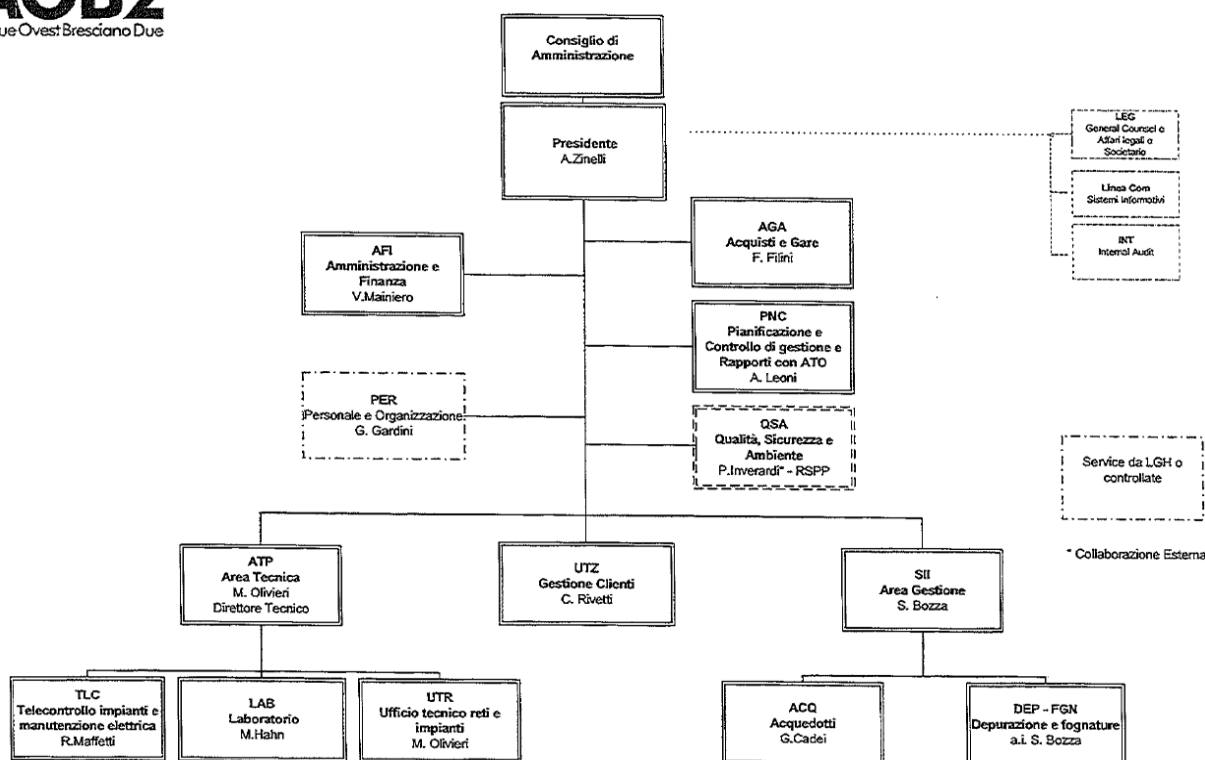 AOB2
ue Ovest Bresciano Due
Consiglio di
Amministrazione
Presidente
A.Zinelli
LEG
General Counsel e
Affari legali e
Societario
Linea Com
Sistemi Informativi
INT
Internal Audit
AGA
Acquisti e Gare
F. Filini
AFI
Amministrazione e
Finanza
V.Mainiero
PNC
Pianificazione e
Controllo di gestione e
Rapporti con ATO
A. Leoni
PER
Personale e Organizzazione
G. Gardini
QSA
Qualità, Sicurezza e
Ambiente
P.Inverardi* - RSPP
Service da LGH o
controllate
* Collaborazione Esterna
ATP
Area Tecnica
M. Olivieri
Direttore Tecnico
UTZ
Gestione Clienti
C. Rivetti
SII
Area Gestione
S. Bozza
TLC
Telecontrollo impianti e
manutenzione elettrica
R.Maffetti
LAB
Laboratorio
M.Hahn
UTR
Ufficio tecnico reti e
impianti
M. Olivieri
ACQ
Acquedotti
G.Cadei
DEP - FGN
Depurazione e fognature
a.i. S. Bozza